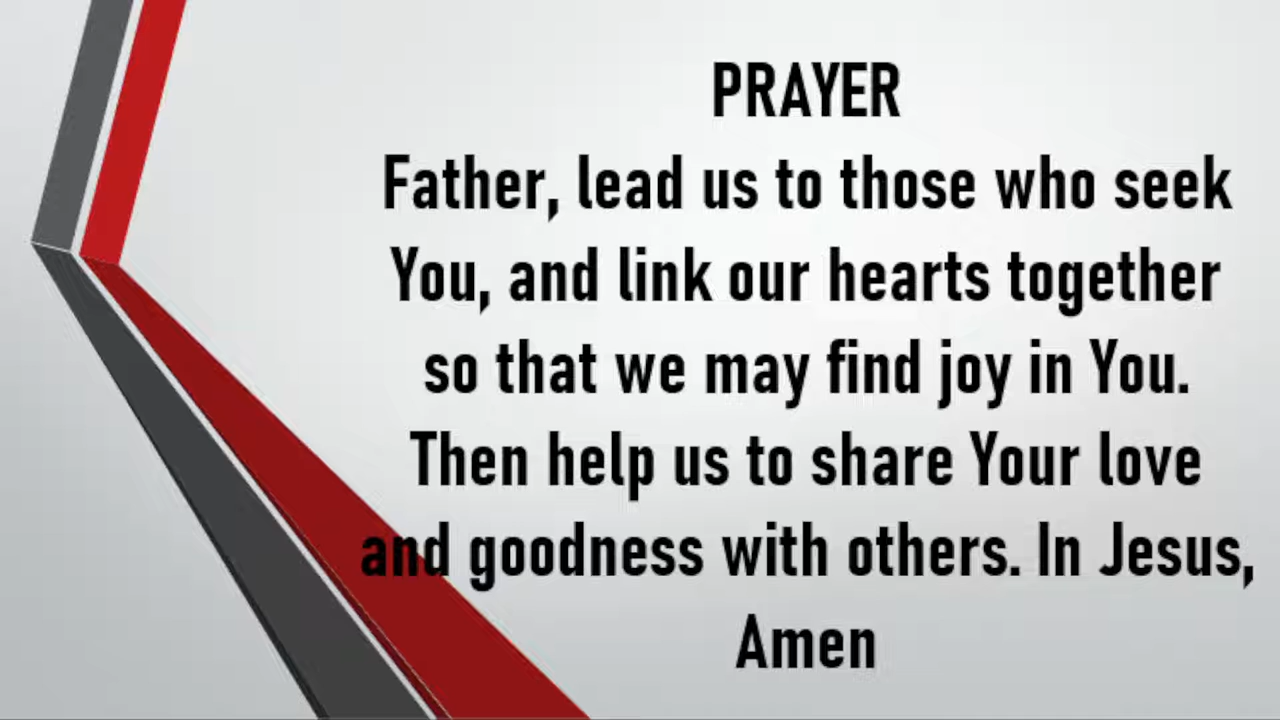 PRAYER
Father, lead us to those who seek
You, and link our hearts together
so that we may find joy in You.
Then help us to share Your love
and goodness with others. In Jesus,
Amen